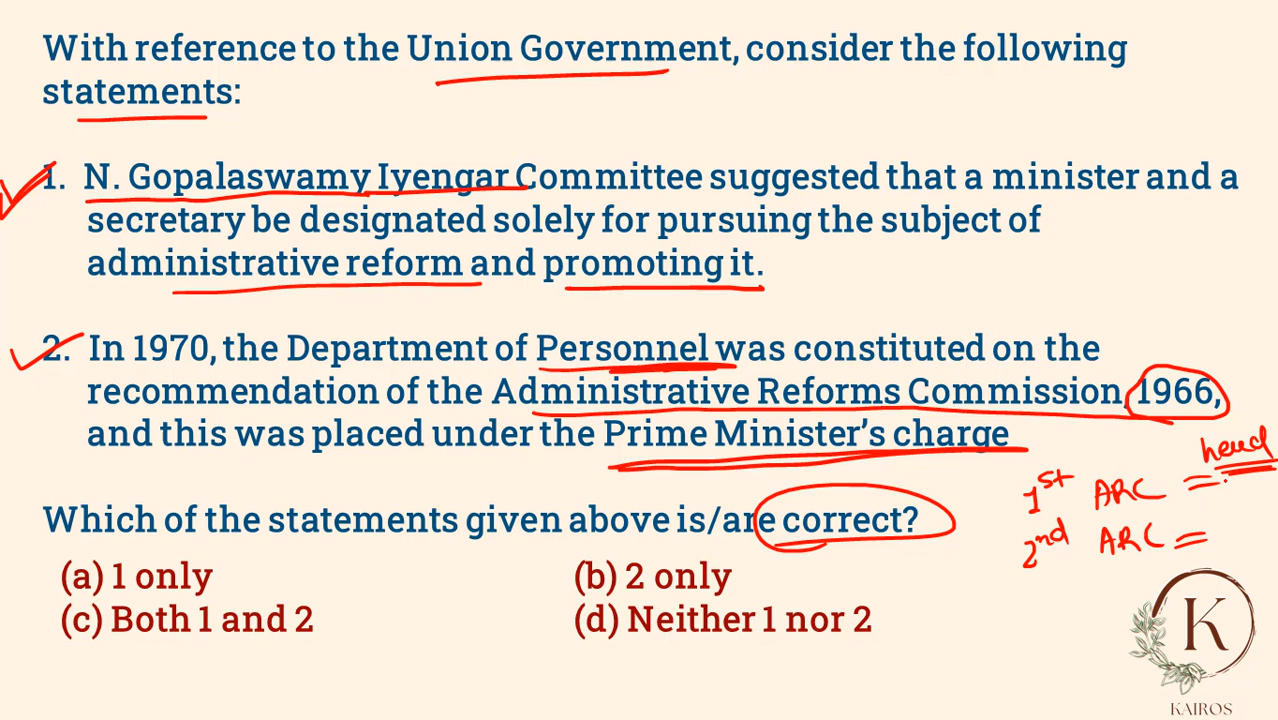 With reference to the Union Government, consider the following
statements:
1. N. Gopalaswamy Iyengar Committee suggested that a minister and a
secretary be designated solely for pursuing the subject of
administrative reform and promoting it.
2. In 1970, the Department of Personnel was constituted on the
recommendation of the Administrative Reforms Commission, 1966,
and this was placed under the Prime Minister's charge
head
1st ARC =
2nd ARC =
Which of the statements given above is/are correct?
(a) 1 only
(b) 2 only
(c) Both 1 and 2
(d) Neither 1 nor 2
K
KAIROS